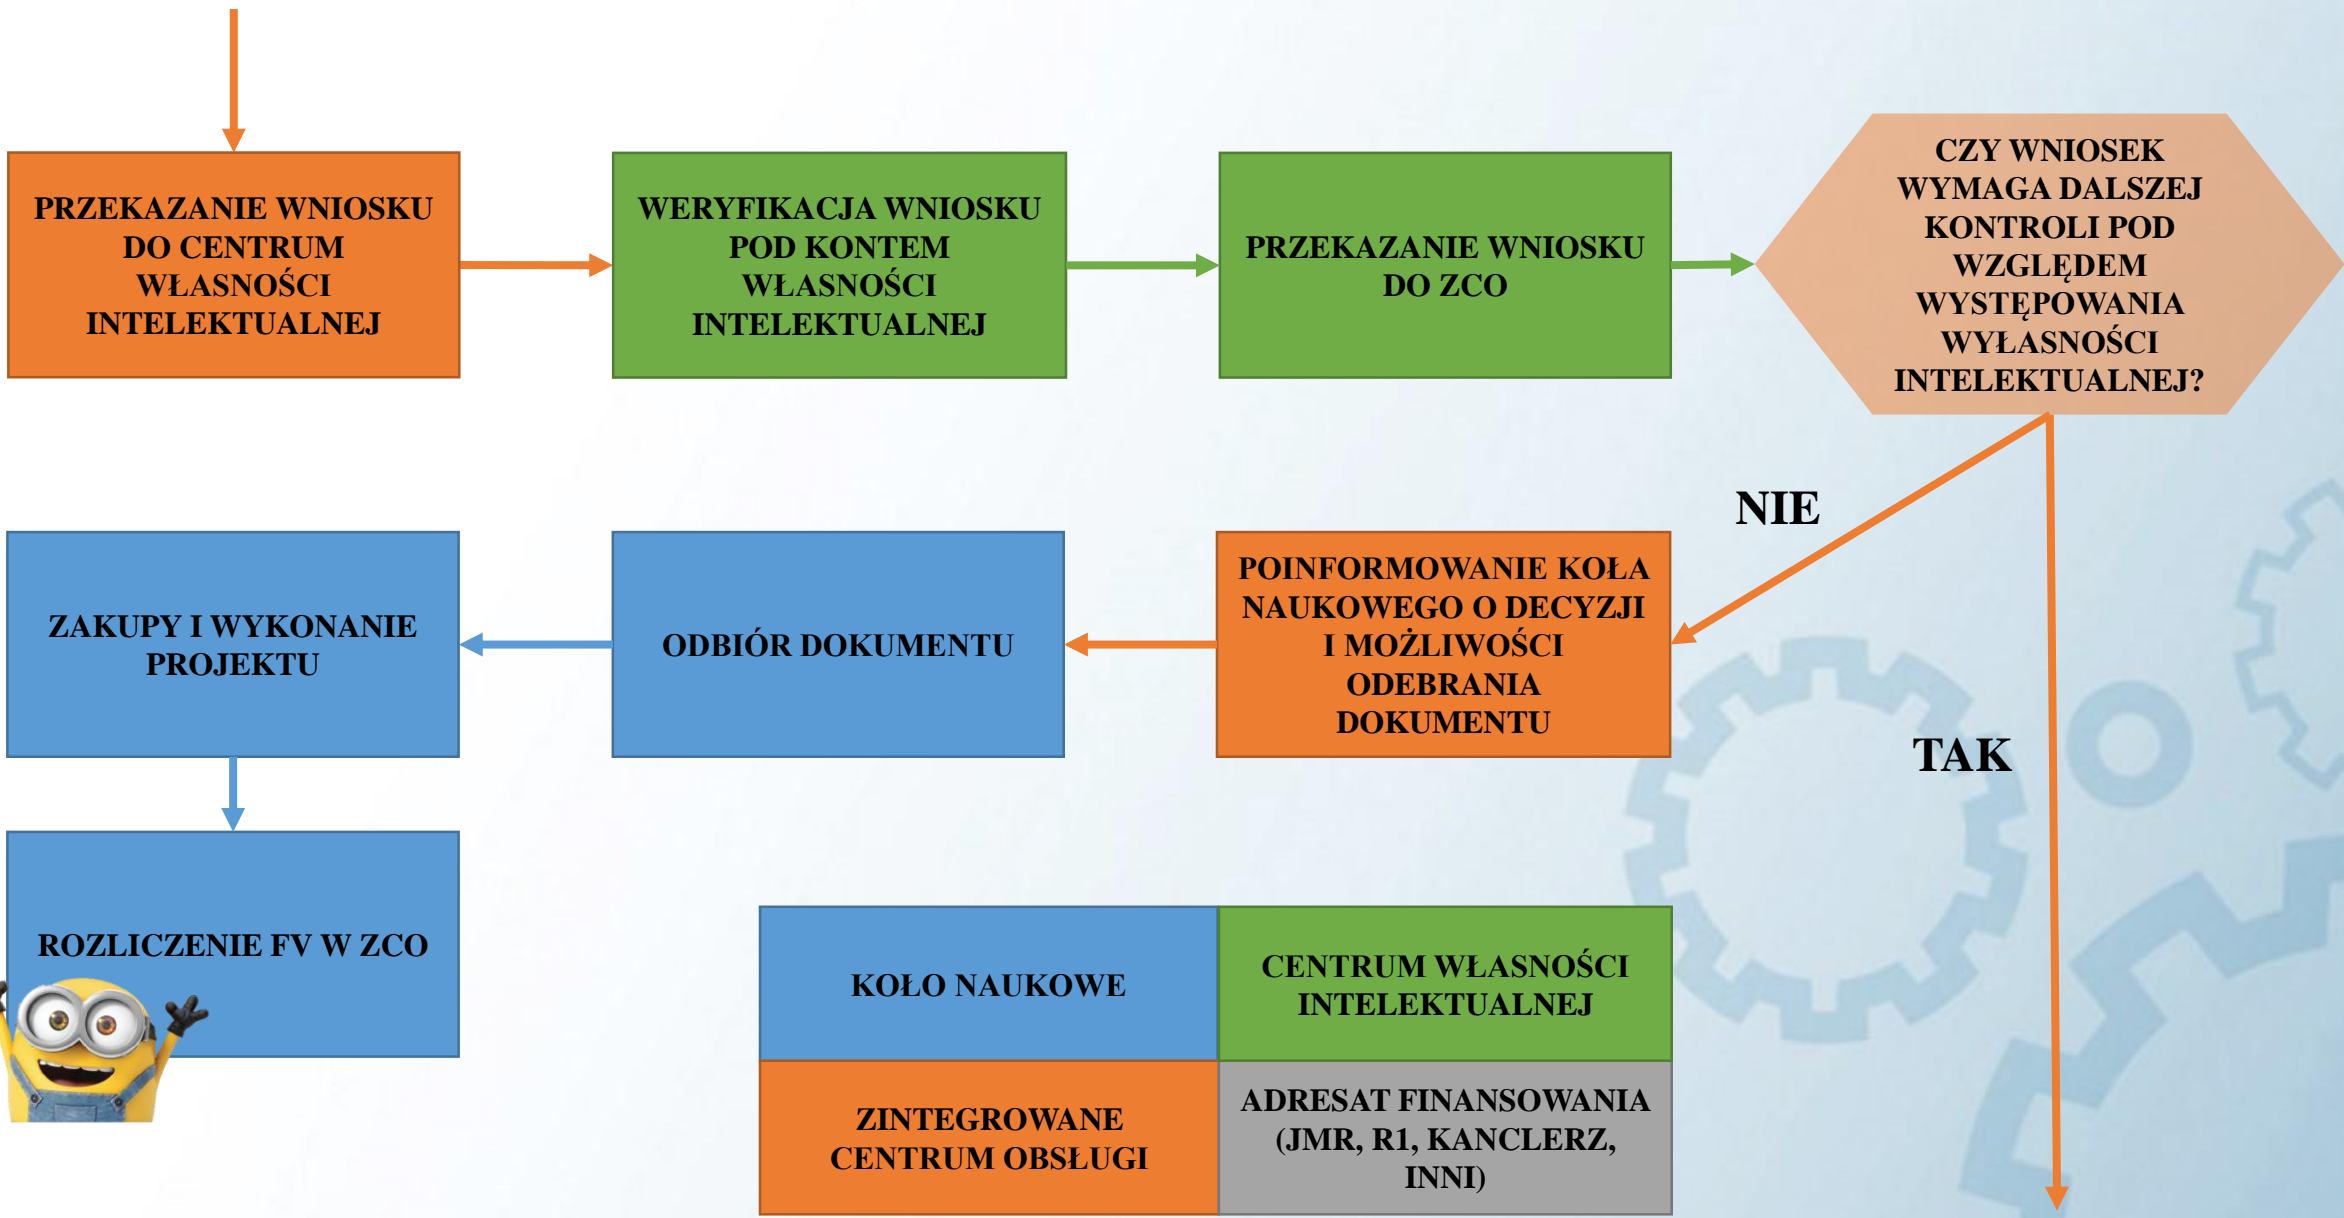 PRZEKAZANIE WNIOSKU
DO CENTRUM
WŁASNOŚCI
INTELEKTUALNEJ
WERYFIKACJA WNIOSKU
POD KONTEM
WŁASNOŚCI
INTELEKTUALNEJ
PRZEKAZANIE WNIOSKU
DO ZCO
CZY WNIOSEK
WYMAGA DALSZEJ
KONTROLI POD
WZGLĘDEM
WYSTĘPOWANIA
WYŁASNOŚCI
INTELEKTUALNEJ?
NIE
TAK
POINFORMOWANIE KOŁA
NAUKOWEGO O DECYZJI
I MOŻLIWOŚCI
ODEBRANIA
DOKUMENTU
ODBIÓR DOKUMENTU
ZAKUPY I WYKONANIE
PROJEKTU
ROZLICZENIE FV W ZCO
KOŁO NAUKOWE
CENTRUM WŁASNOŚCI
INTELEKTUALNEJ
ZINTEGROWANE
CENTRUM OBSŁUGI
ADRESAT FINANSOWANIA
(JMR, R1, KANCLERZ,
INNI)